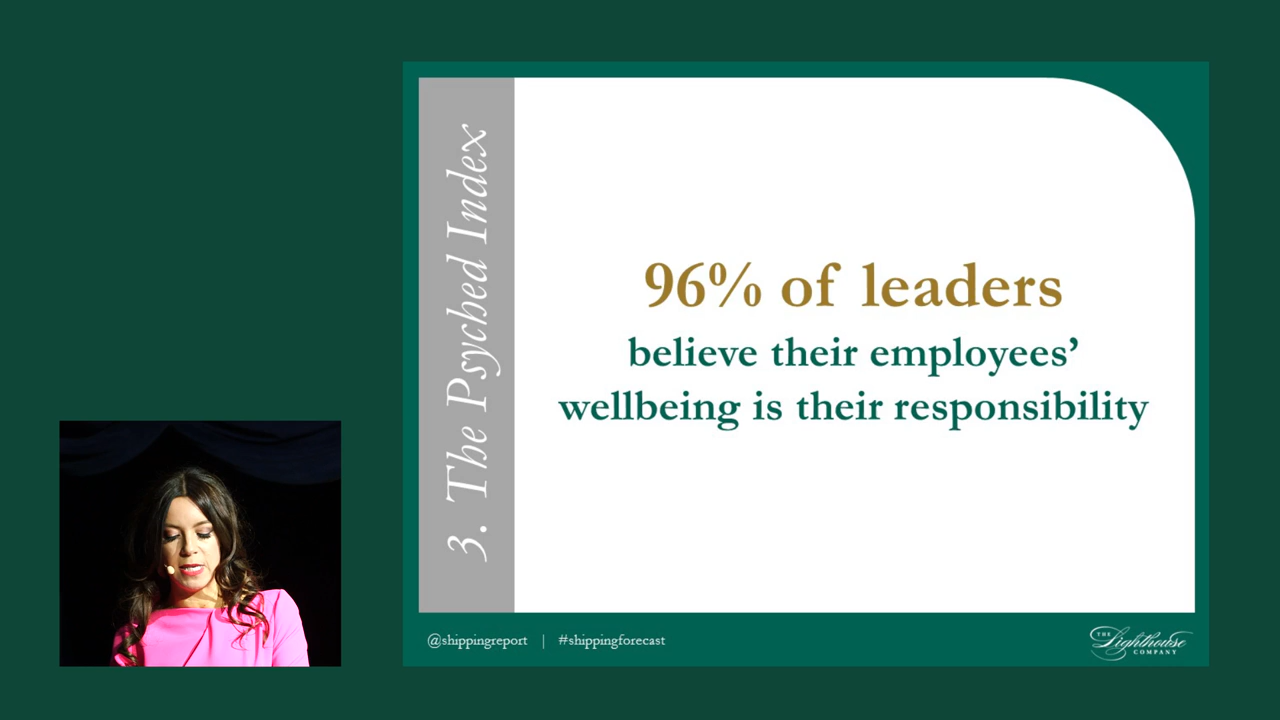 3. The Psyched Index
96% of leaders
believe their employees’
wellbeing is their responsibility
@shippingreport | #shippingforecast
THE
Lighthouse
COMPANY